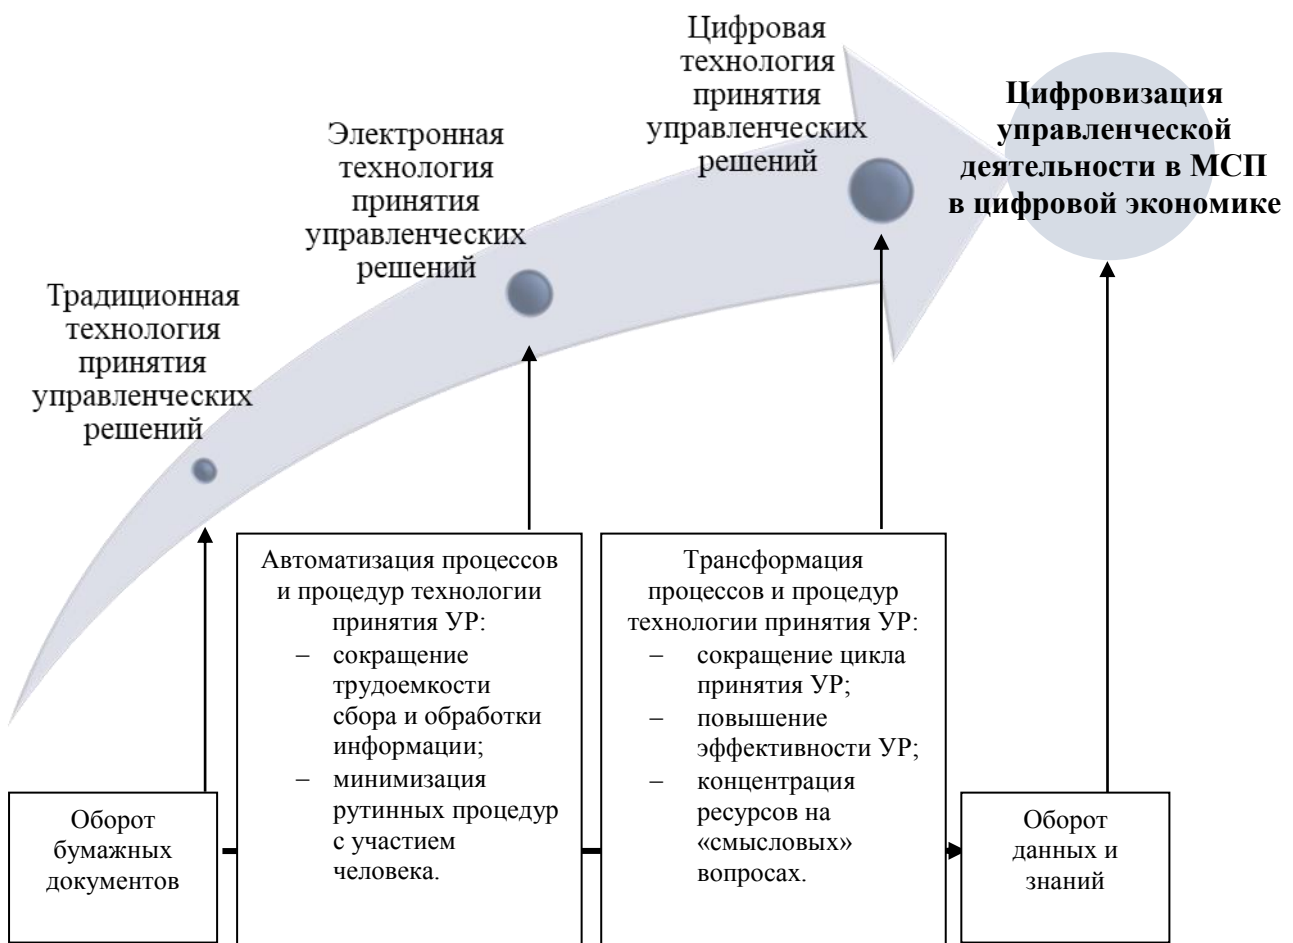 Цифровая
технология
принятия
управленческих
решений
Цифровизация
управленческой
деятельности в МСП
в цифровой экономике
Электронная
технология
принятия
управленческих
решений
Традиционная
технология
принятия
управленческих
решений
Автоматизация процессов
и процедур технологии
принятия УР:
– сокращение
трудоемкости
сбора и обработки
информации;
– минимизация
рутинных процедур
с участием
человека.
Трансформация
процессов и процедур
технологии принятия УР:
– сокращение цикла
принятия УР;
– повышение
эффективности УР;
– концентрация
ресурсов на
«смысловых»
вопросах.
Оборот
бумажных
документов
Оборот
данных и
знаний